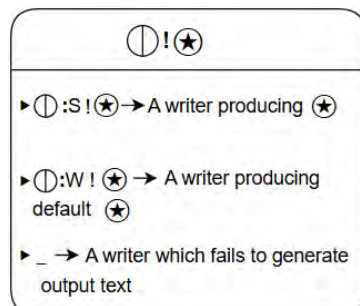 ⦶!⍟
▸⦶:S!⍟→A writer producing ⍟
▸⦶:W ! ⍟ → A writer producing
default ⍟
▸ _ → A writer which fails to generate
output text